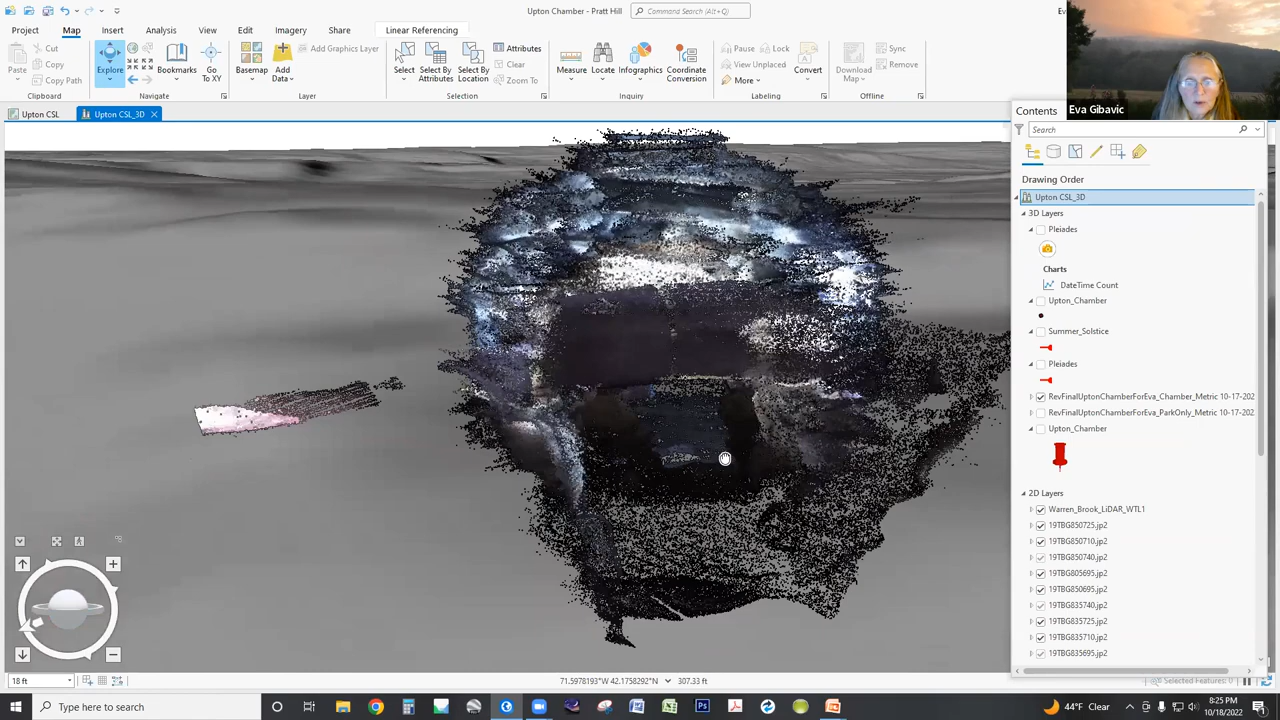 Upton Chamber - Pratt Hill
Command Search (Alt+Q)
Project Map Insert Analysis View Edit Imagery Share Linear Referencing
Paste
Cut
Copy
Copy Path
Clipboard
Explore
Bookmarks
Go To XY
Navigate
Basemap
Add Data
Add Graphics Layer
Layer
Select
Select By Attributes
Select By Location
Attributes
Clear
Zoom To
Selection
Measure
Locate
Infographics
Coordinate Conversion
Inquiry
Pause
Lock
View Unplaced
More
Convert
Labeling
Download Map
Sync
Remove
Offline
Eva Gibavic
Upton CSL
Upton CSL_3D
Contents
Search
Drawing Order
Upton CSL_3D
3D Layers
Pleiades
Charts
DateTime Count
Upton_Chamber
Summer_Solstice
Pleiades
RevFinalUptonChamberForEva_Chamber_Metric 10-17-202
RevFinalUptonChamberForEva_ParkOnly_Metric 10-17-202
Upton_Chamber
2D Layers
Warren_Brook_LiDAR_WTL1
19TBG850725.jp2
19TBG850710.jp2
19TBG850740.jp2
19TBG805695.jp2
19TBG850695.jp2
19TBG835740.jp2
19TBG835725.jp2
19TBG835710.jp2
19TBG835695.jp2
18 ft
71.5978193°W 42.1758292°N
307.33 ft
Selected Features: 0
Type here to search
44°F Clear
8:25 PM
10/18/2022